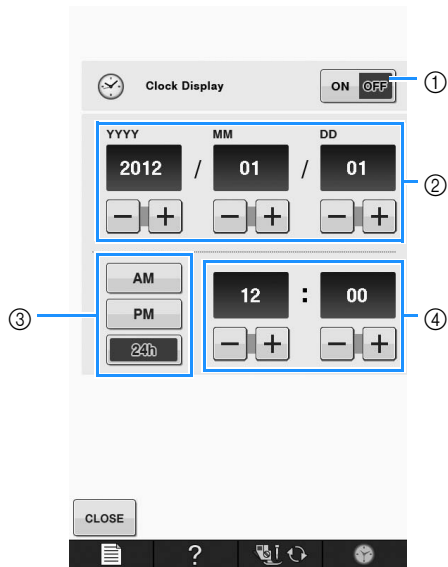 Clock Display
ON OFF
①
YYYY MM DD
2012 / 01 / 01
②
− + − + − +
AM
PM
24h
③
12 : 00
④
− + − +
CLOSE
?